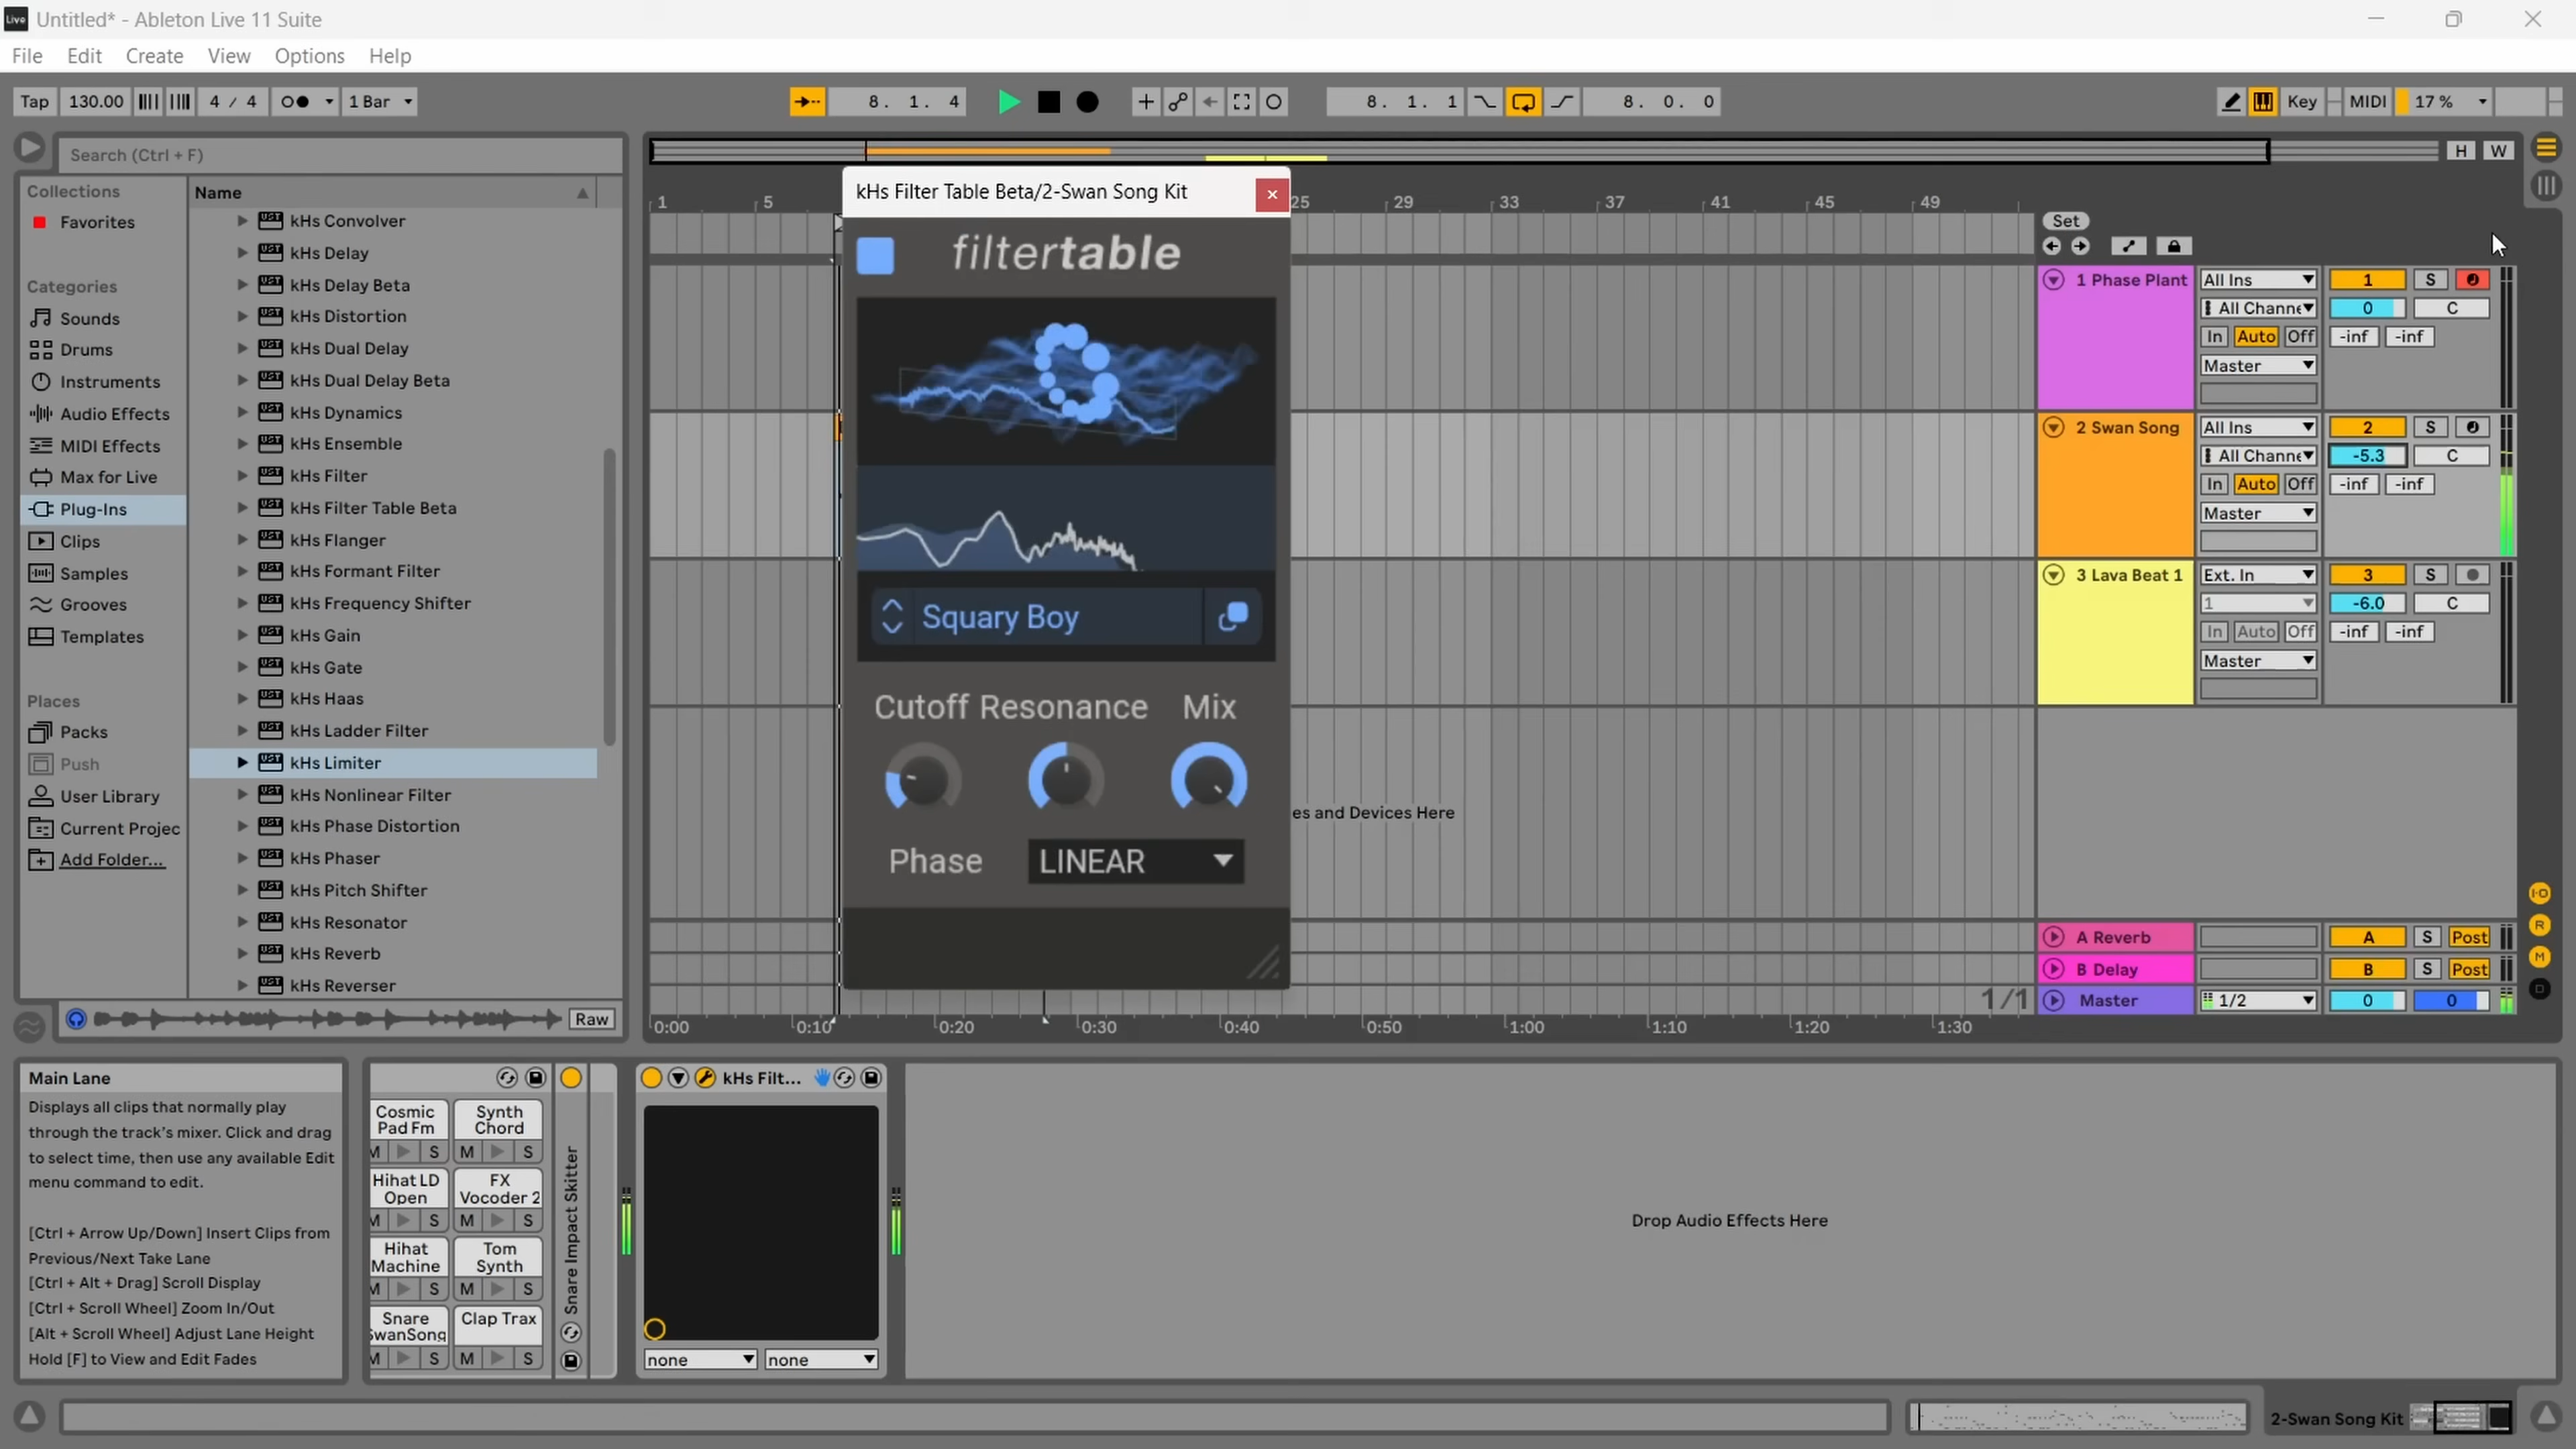 Live Untitled* - Ableton Live 11 Suite
File Edit Create View Options Help
Tap 130.00 4 / 4 1 Bar 8. 1. 4 8. 1. 1 8. 0. 0 Key MIDI 17 %
Search (Ctrl + F)
H W
Collections
Favorites
Categories
Sounds
Drums
Instruments
Audio Effects
MIDI Effects
Max for Live
Plug-Ins
Clips
Samples
Grooves
Templates
Places
Packs
Push
User Library
Current Projec
Add Folder...
Name
kHs Convolver
kHs Delay
kHs Delay Beta
kHs Distortion
kHs Dual Delay
kHs Dual Delay Beta
kHs Dynamics
kHs Ensemble
kHs Filter
kHs Filter Table Beta
kHs Flanger
kHs Formant Filter
kHs Frequency Shifter
kHs Gain
kHs Gate
kHs Haas
kHs Ladder Filter
kHs Limiter
kHs Nonlinear Filter
kHs Phase Distortion
kHs Phaser
kHs Pitch Shifter
kHs Resonator
kHs Reverb
kHs Reverser
Raw
1 5 25 29 33 37 41 45 49
kHs Filter Table Beta/2-Swan Song Kit
filtertable
Squary Boy
Cutoff Resonance Mix
Phase LINEAR
es and Devices Here
1/1
0:00 0:10 0:20 0:30 0:40 0:50 1:00 1:10 1:20 1:30
Set
1 Phase Plant All Ins 1 S
All Channe 0 C
In Auto Off -inf -inf
Master
2 Swan Song All Ins 2 S
All Channe -5.3 C
In Auto Off -inf -inf
Master
3 Lava Beat 1 Ext. In 3 S
1 -6.0 C
In Auto Off -inf -inf
Master
A Reverb A S Post
B Delay B S Post
Master 1/2 0 0
I·O
R
M
D
Main Lane
Displays all clips that normally play
through the track's mixer. Click and drag
to select time, then use any available Edit
menu command to edit.
[Ctrl + Arrow Up/Down] Insert Clips from
Previous/Next Take Lane
[Ctrl + Alt + Drag] Scroll Display
[Ctrl + Scroll Wheel] Zoom In/Out
[Alt + Scroll Wheel] Adjust Lane Height
Hold [F] to View and Edit Fades
Cosmic Synth
Pad Fm Chord
M S M S
Hihat LD FX
Open Vocoder 2
M S M S
Hihat Tom
Machine Synth
M S M S
Snare Clap Trax
SwanSong
M S M S
Snare Impact Skitter
kHs Filt...
none none
Drop Audio Effects Here
2-Swan Song Kit